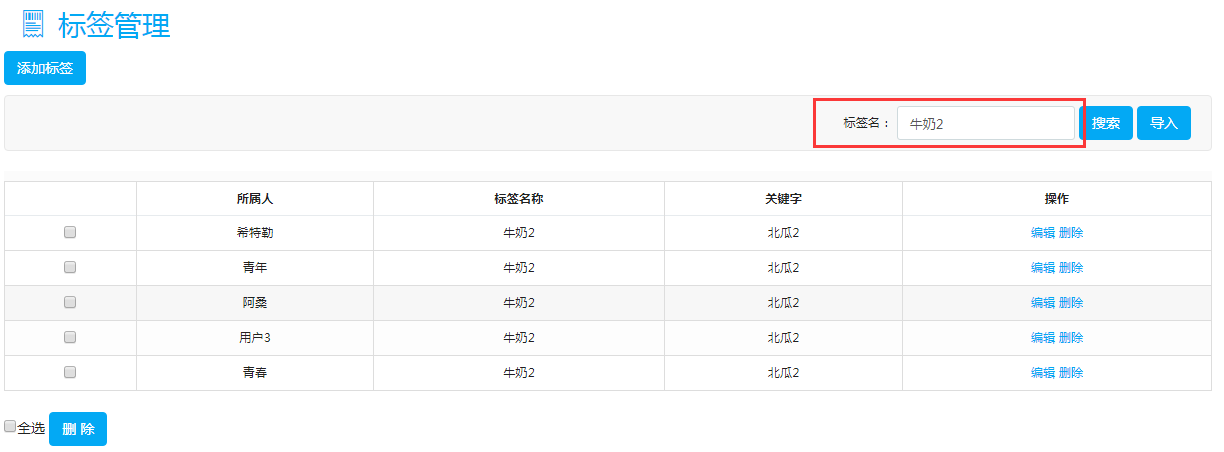 标签管理
添加标签
标签名： 牛奶2 搜索 导入
所属人 标签名称 关键字 操作
希特勒 牛奶2 北瓜2 编辑 删除
青年 牛奶2 北瓜2 编辑 删除
阿桑 牛奶2 北瓜2 编辑 删除
用户3 牛奶2 北瓜2 编辑 删除
青春 牛奶2 北瓜2 编辑 删除
全选 删 除